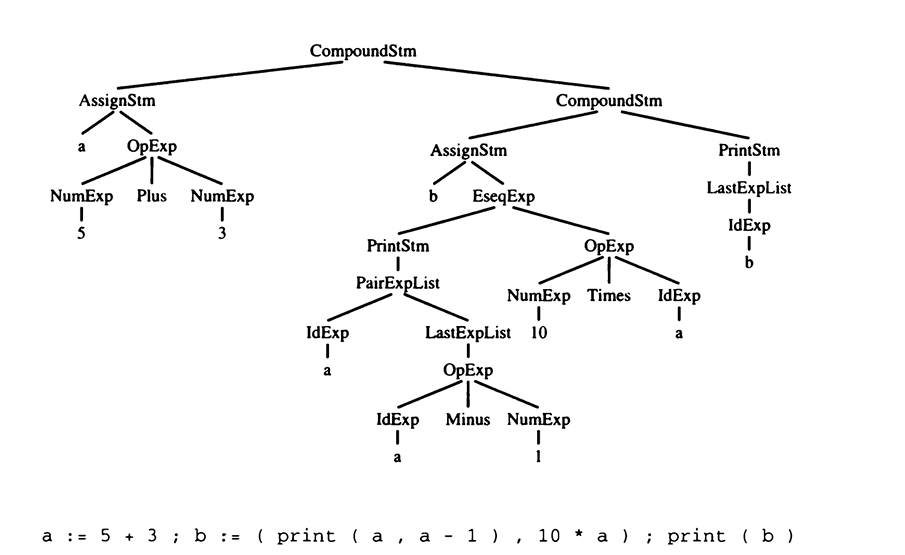 CompoundStm
AssignStm CompoundStm
a OpExp AssignStm PrintStm
NumExp Plus NumExp b EseqExp LastExpList
5 3 PrintStm OpExp IdExp
PairExpList NumExp Times IdExp b
IdExp LastExpList 10 a
a OpExp
IdExp Minus NumExp
a 1
a := 5 + 3 ; b := ( print ( a , a - 1 ) , 10 * a ) ; print ( b )